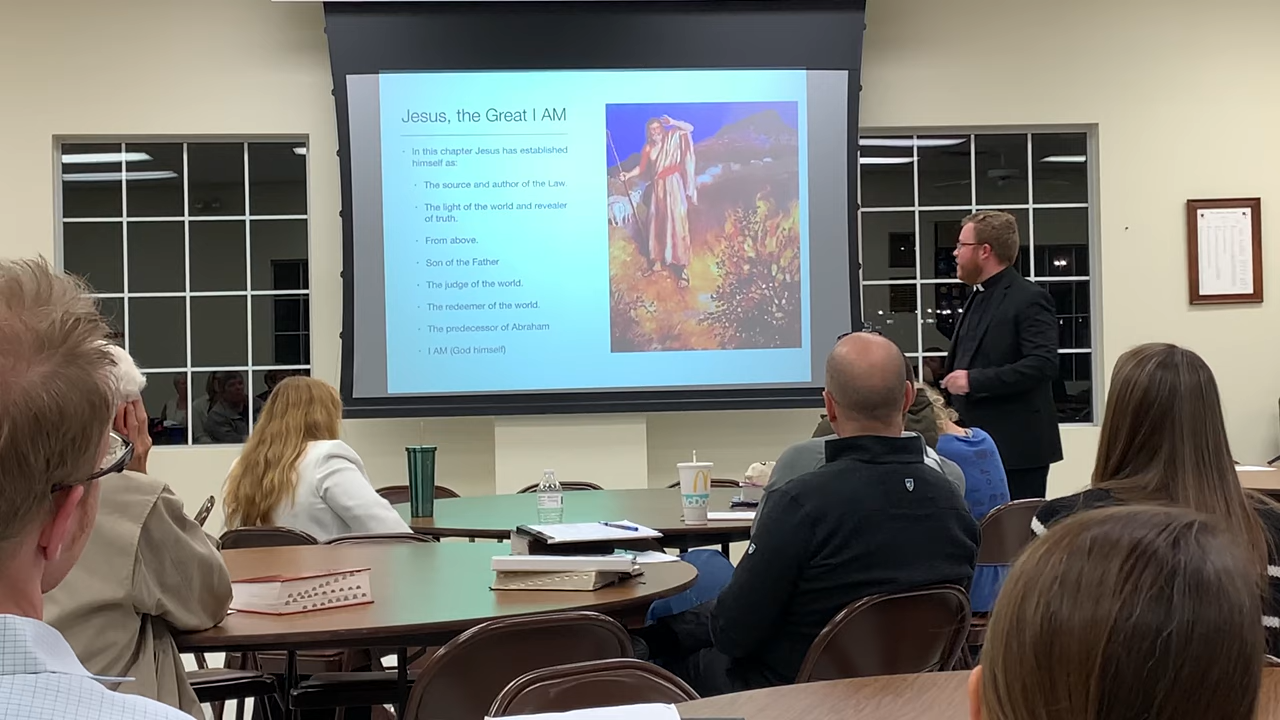 Jesus, the Great I AM
In this chapter Jesus has established
himself as:
The source and author of the Law
The light of the world and revealer
of truth.
From above.
Son of the Father
The judge of the world.
The redeemer of the world.
The predecessor of Abraham
I AM (God himself)